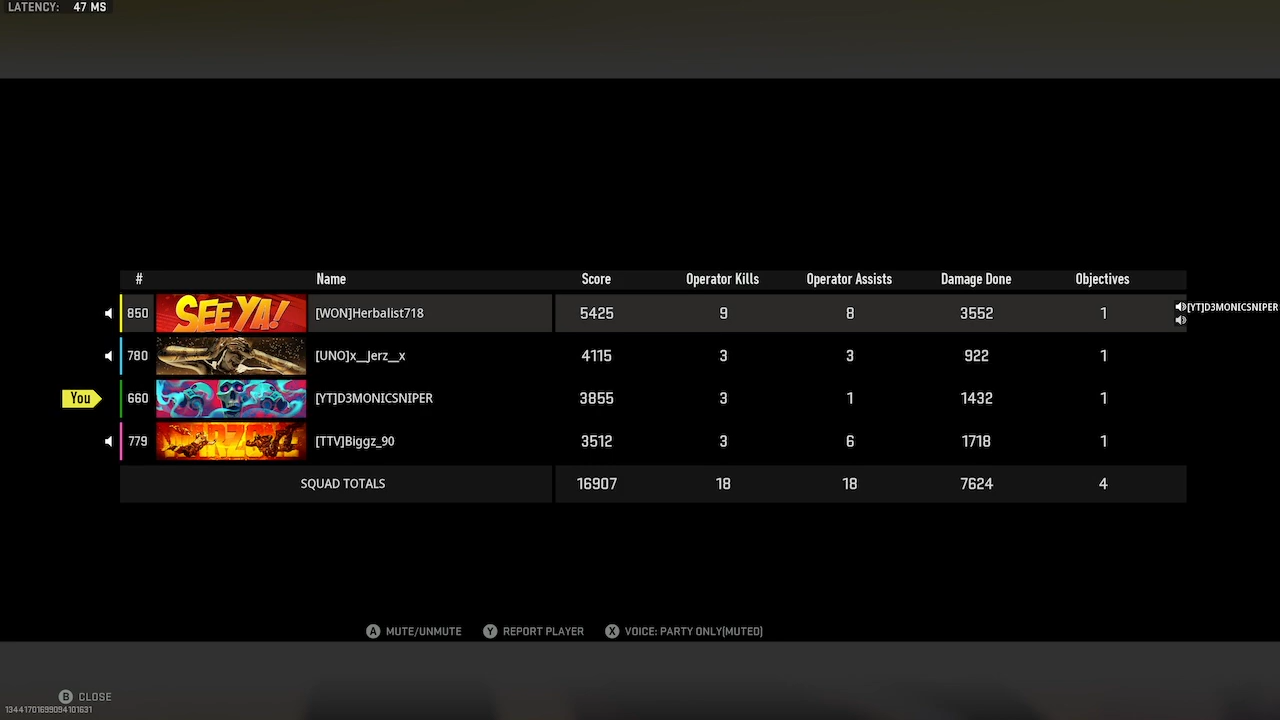 LATENCY: 47 MS
# Name Score Operator Kills Operator Assists Damage Done Objectives
850 SEE YA! [WON]Herbalist718 5425 9 8 3552 1
[YT]D3MONICSNIPER
780 [UNO]x__Jerz__x 4115 3 3 922 1
You 660 [YT]D3MONICSNIPER 3855 3 1 1432 1
779 WARZONE [TTV]Biggz_90 3512 3 6 1718 1
SQUAD TOTALS 16907 18 18 7624 4
A MUTE/UNMUTE Y REPORT PLAYER X VOICE: PARTY ONLY(MUTED)
B CLOSE
13441701699094101631